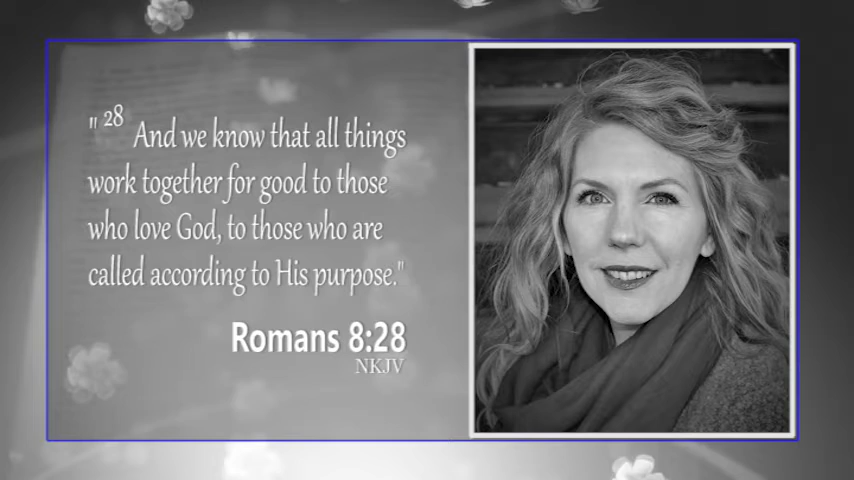 " 28 And we know that all things
work together for good to those
who love God, to those who are
called according to His purpose."
Romans 8:28
NKJV